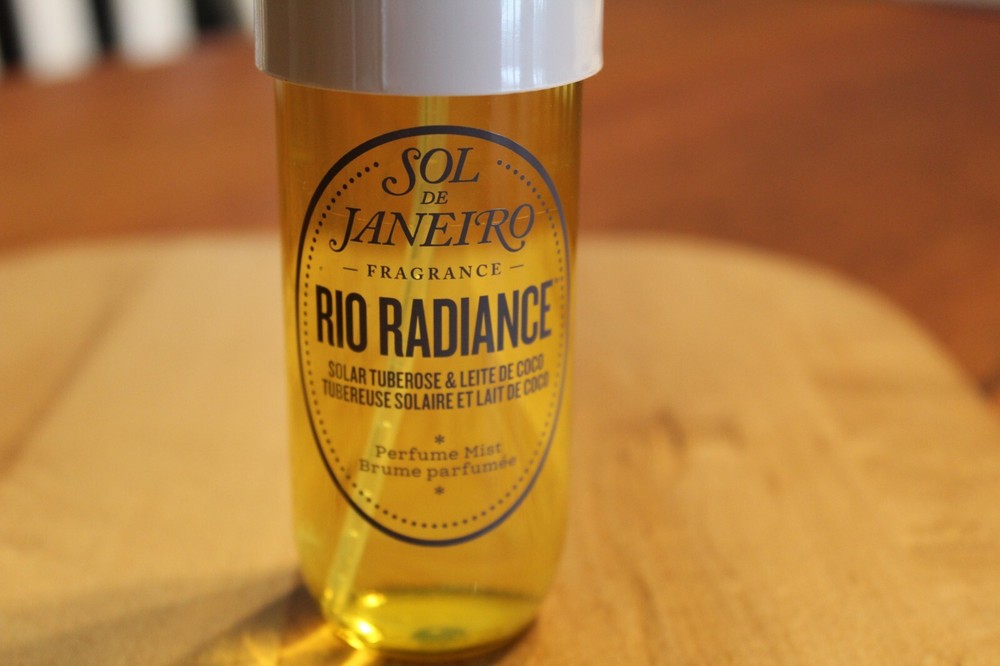 SOL
DE
JANEIRO
— FRAGRANCE —
RIO RADIANCE™
SOLAR TUBEROSE & LEITE DE COCO
TUBEREUSE SOLAIRE ET LAIT DE COCO
*
Perfume Mist
Brume parfumée
*